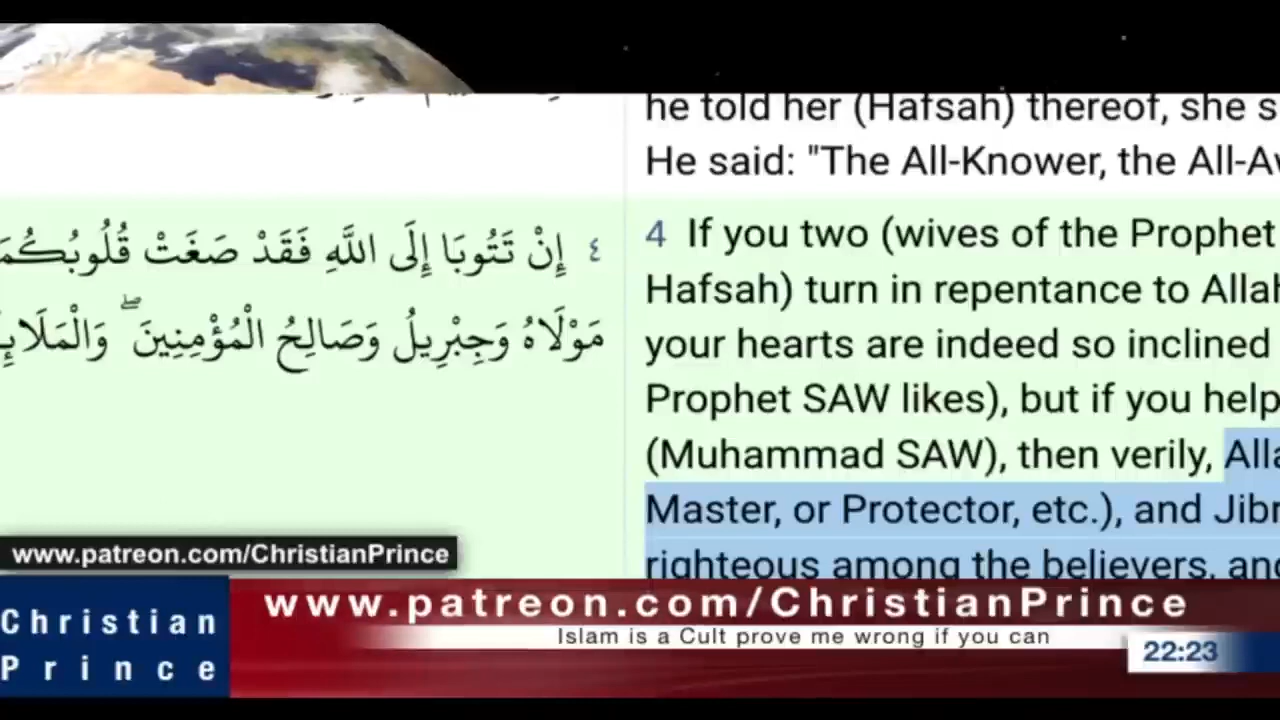 he told her (Hafsah) thereof, she s
He said: "The All-Knower, the All-Aw
٤ إِنْ تَتُوبَا إِلَى اللَّهِ فَقَدْ صَغَتْ قُلُوبُكُمَ
مَوْلَاهُ وَجِبْرِيلُ وَصَالِحُ الْمُؤْمِنِينَ ۖ وَالْمَلَائِ
4 If you two (wives of the Prophet
Hafsah) turn in repentance to Allah
your hearts are indeed so inclined
Prophet SAW likes), but if you help
(Muhammad SAW), then verily, Alla
Master, or Protector, etc.), and Jibr
righteous among the believers, and
www.patreon.com/ChristianPrince
Christian
Prince
www.patreon.com/ChristianPrince
Islam is a Cult prove me wrong if you can
22:23